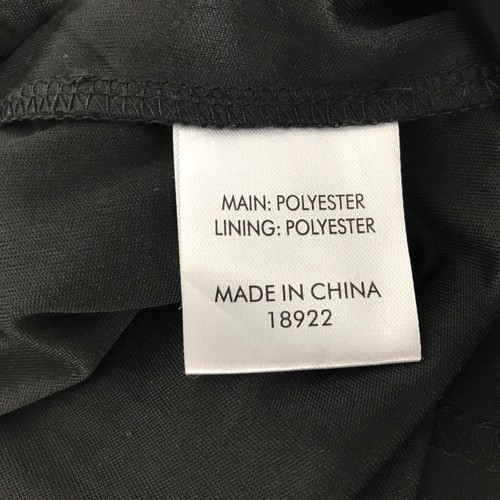 MAIN: POLYESTER
LINING: POLYESTER
MADE IN CHINA
18922